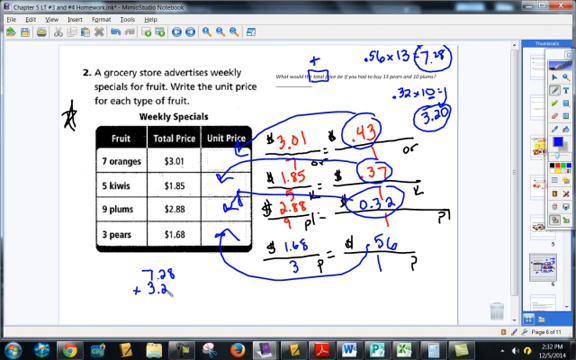 Chapter 5 LT #3 and #4 Homework - MimioStudio Notebook
File Edit View Insert Format Tools Help
2. A grocery store advertises weekly
specials for fruit. Write the unit price
for each type of fruit.
Weekly Specials
Fruit Total Price Unit Price
7 oranges $3.01
5 kiwis $1.85
9 plums $2.88
3 pears $1.68
+
What would the total price be if you had to buy 13 pears and 10 plums?
.56 x 13 = 7.28
.32 x 10 =
3.20
$ 3.01 = $ .43
7 or 1 or
$ 1.85 = $ .37
5 k 1 k
$ 2.88 = $ 0.32
9 pl 1 pl
$ 1.68 = $ .56
3 p 1 p
7.28
+ 3.2
Thumbnails
Page 6 of 11
2:32 PM
12/5/2014